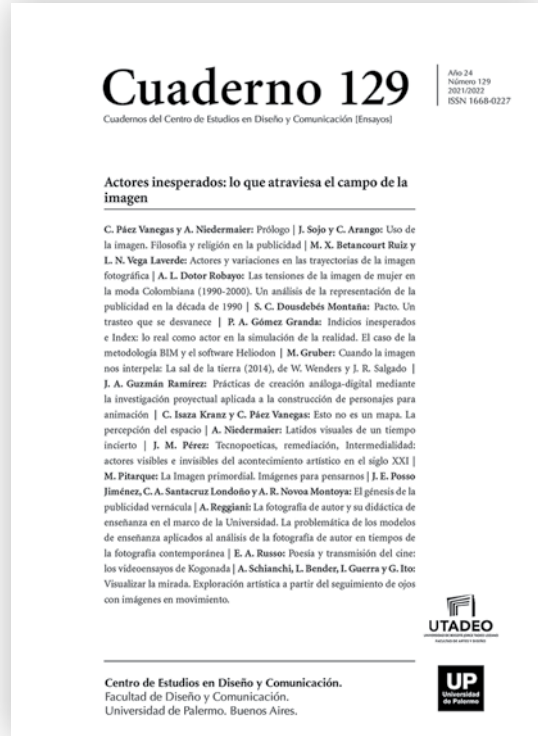 Cuaderno 129
Cuadernos del Centro de Estudios en Diseño y Comunicación [Ensayos]
Año 24
Número 129
2021/2022
ISSN 1668-0227
Actores inesperados: lo que atraviesa el campo de la
imagen
C. Páez Vanegas y A. Niedermaier: Prólogo | J. Sojo y C. Arango: Uso de
la imagen. Filosofía y religión en la publicidad | M. X. Betancourt Ruiz y
L. N. Vega Laverde: Actores y variaciones en las trayectorias de la imagen
fotográfica | A. L. Dotor Robayo: Las tensiones de la imagen de mujer en
la moda Colombiana (1990-2000). Un análisis de la representación de la
publicidad en la década de 1990 | S. C. Dousdebés Montaña: Pacto. Un
trasteo que se desvanece | P. A. Gómez Granda: Indicios inesperados
e Index: lo real como actor en la simulación de la realidad. El caso de la
metodología BIM y el software Heliodon | M. Gruber: Cuando la imagen
nos interpela: La sal de la tierra (2014), de W. Wenders y J. R. Salgado |
J. A. Guzmán Ramírez: Prácticas de creación análoga-digital mediante
la investigación proyectual aplicada a la construcción de personajes para
animación | C. Isaza Kranz y C. Páez Vanegas: Esto no es un mapa. La
percepción del espacio | A. Niedermaier: Latidos visuales de un tiempo
incierto | J. M. Pérez: Tecnopoeticas, remediación, Intermedialidad:
actores visibles e invisibles del acontecimiento artístico en el siglo XXI |
M. Pitarque: La Imagen primordial. Imágenes para pensarnos | J. E. Posso
Jiménez, C. A. Santacruz Londoño y A. R. Novoa Montoya: El génesis de la
publicidad vernácula | A. Reggiani: La fotografía de autor y su didáctica de
enseñanza en el marco de la Universidad. La problemática de los modelos
de enseñanza aplicados al análisis de la fotografía de autor en tiempos de
la fotografía contemporánea | E. A. Russo: Poesía y transmisión del cine:
los videoensayos de Kogonada | A. Schianchi, L. Bender, I. Guerra y G. Ito:
Visualizar la mirada. Exploración artística a partir del seguimiento de ojos
con imágenes en movimiento.
UTADEO
UNIVERSIDAD DE BOGOTÁ JORGE TADEO LOZANO
FACULTAD DE ARTES Y DISEÑO
Centro de Estudios en Diseño y Comunicación.
Facultad de Diseño y Comunicación.
Universidad de Palermo. Buenos Aires.
UP
Universidad
de Palermo